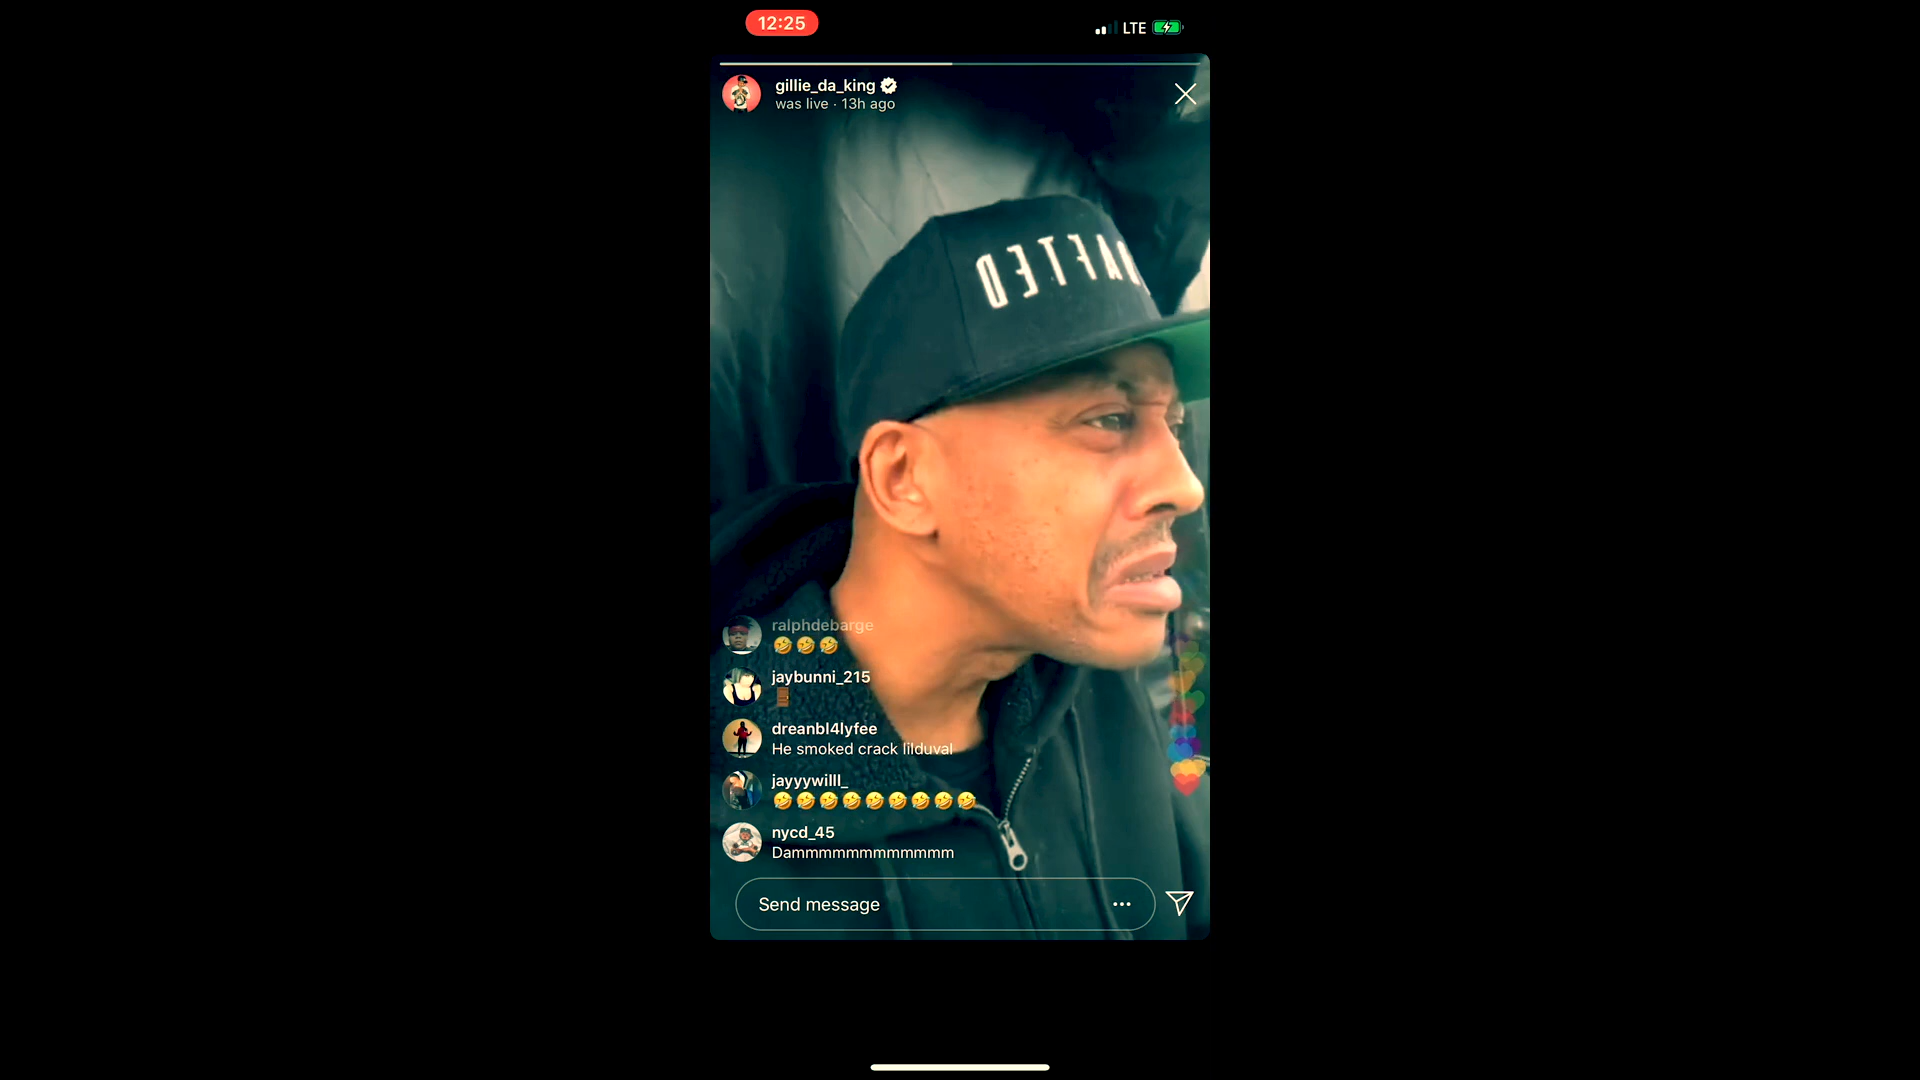 12:25
LTE
gillie_da_king
was live · 13h ago
DRAFTED
ralphdebarge
🤣🤣🤣
jaybunni_215
🚪
dreanbl4lyfee
He smoked crack lilduval
jayyywilll_
🤣🤣🤣🤣🤣🤣🤣🤣🤣
nycd_45
Dammmmmmmmmmmm
Send message